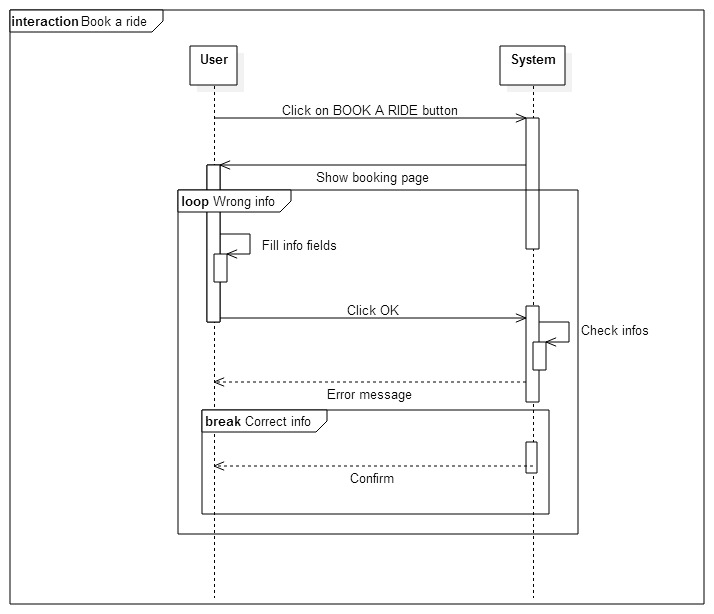 interaction Book a ride
User
System
Click on BOOK A RIDE button
Show booking page
loop Wrong info
Fill info fields
Click OK
Check infos
Error message
break Correct info
Confirm